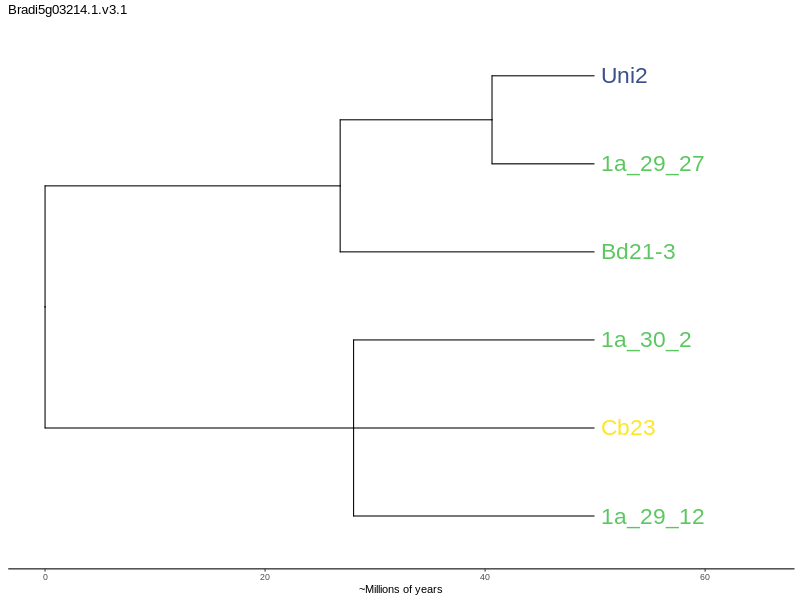 Bradi5g03214.1.v3.1
Uni2
1a_29_27
Bd21-3
1a_30_2
Cb23
1a_29_12
0 20 40 60
~Millions of years